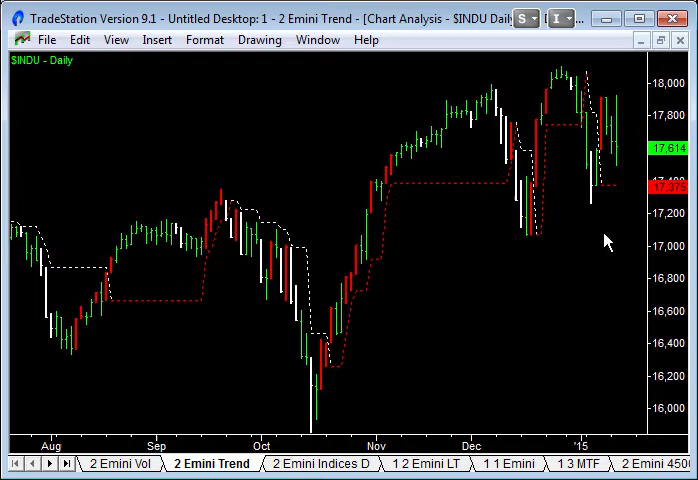 TradeStation Version 9.1 - Untitled Desktop: 1 - 2 Emini Trend - [Chart Analysis - $INDU Daily
S I
File Edit View Insert Format Drawing Window Help
$INDU - Daily
18,000
17,800
17,614
17,375
17,200
17,000
16,800
16,600
16,400
16,200
16,000
Aug Sep Oct Nov Dec '15
2 Emini Vol 2 Emini Trend 2 Emini Indices D 1 2 Emini LT 1 1 Emini 1 3 MTF 2 Emini 4500